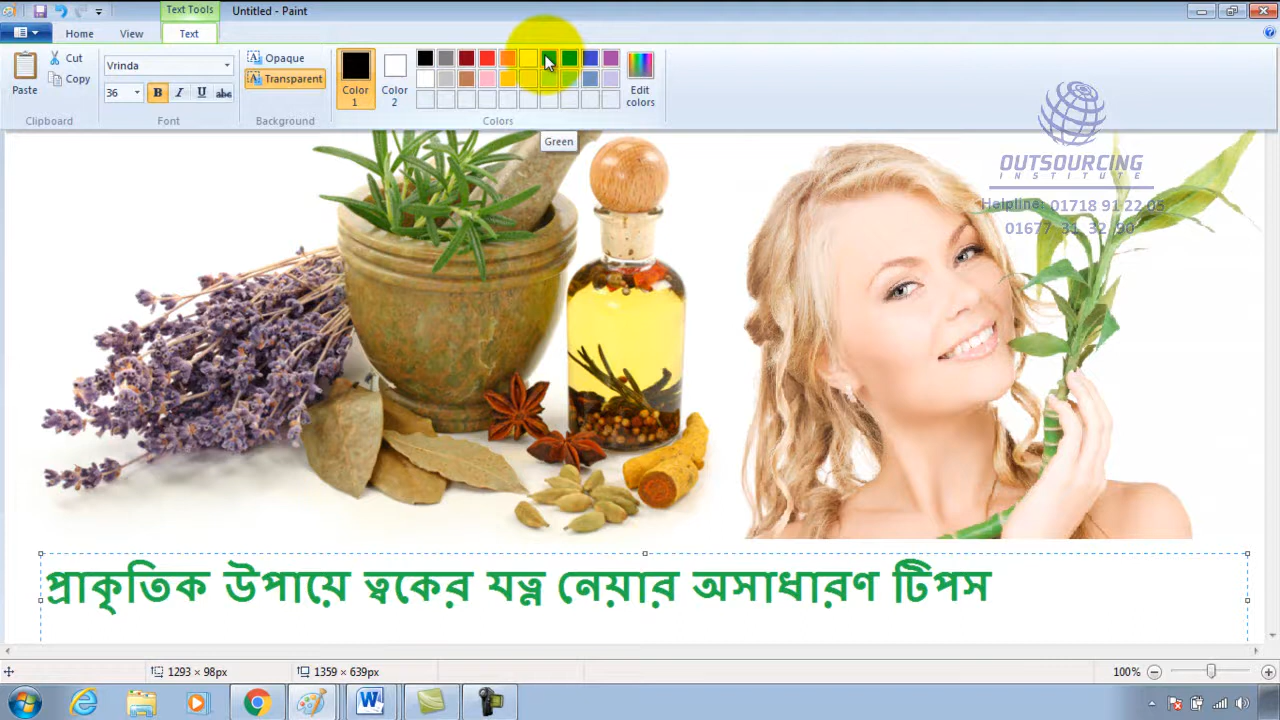 Text Tools
Untitled - Paint
Home
View
Text
Paste
Cut
Copy
Clipboard
Vrinda
36
B
I
U
abc
Font
Opaque
Transparent
Background
Color 1
Color 2
Edit colors
Colors
Green
OUTSOURCING
INSTITUTE
Helpline: 01718 91 22 05
01677 31 32 90
প্রাকৃতিক উপায়ে ত্বকের যত্ন নেয়ার অসাধারণ টিপস
1293 × 98px
1359 × 639px
100%